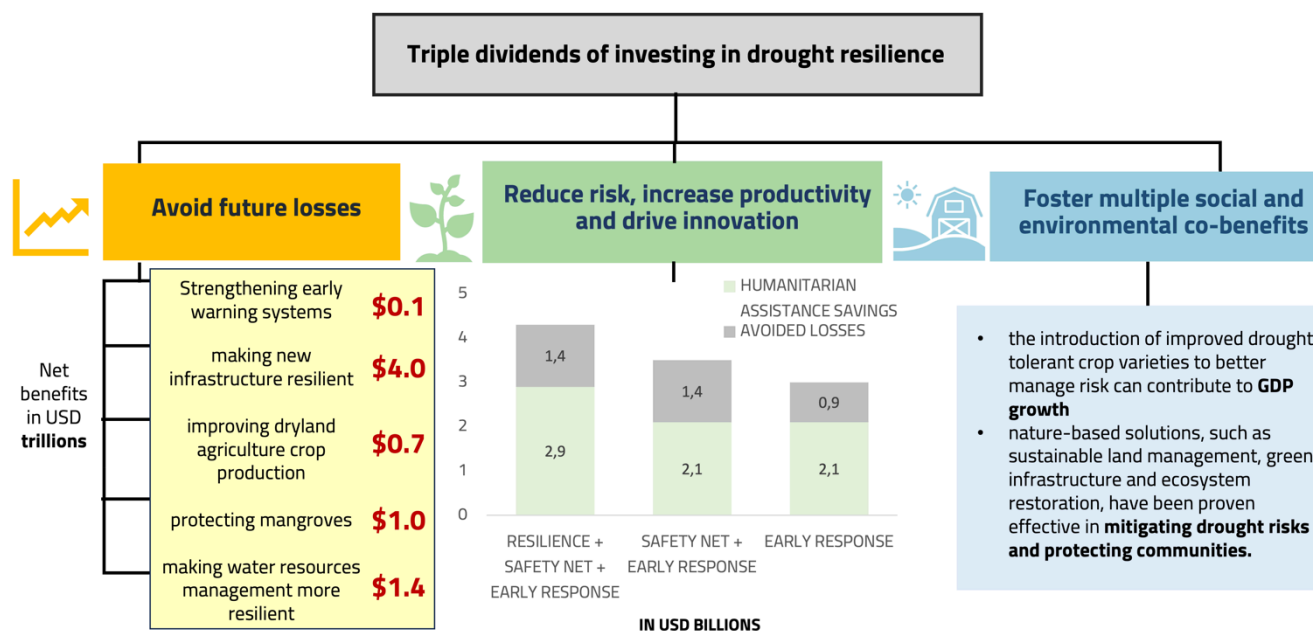 Triple dividends of investing in drought resilience
Avoid future losses
Net
benefits
in USD
trillions
Strengthening early
warning systems
$0.1
making new
infrastructure resilient
$4.0
improving dryland
agriculture crop
production
$0.7
protecting mangroves
$1.0
making water resources
management more
resilient
$1.4
Reduce risk, increase productivity
and drive innovation
HUMANITARIAN
ASSISTANCE SAVINGS
AVOIDED LOSSES
5
4
3
2
1
0
1,4
2,9
1,4
2,1
0,9
2,1
RESILIENCE +
SAFETY NET +
EARLY RESPONSE
SAFETY NET +
EARLY RESPONSE
EARLY RESPONSE
IN USD BILLIONS
Foster multiple social and
environmental co-benefits
• the introduction of improved drought
tolerant crop varieties to better
manage risk can contribute to GDP
growth
• nature-based solutions, such as
sustainable land management, green
infrastructure and ecosystem
restoration, have been proven
effective in mitigating drought risks
and protecting communities.